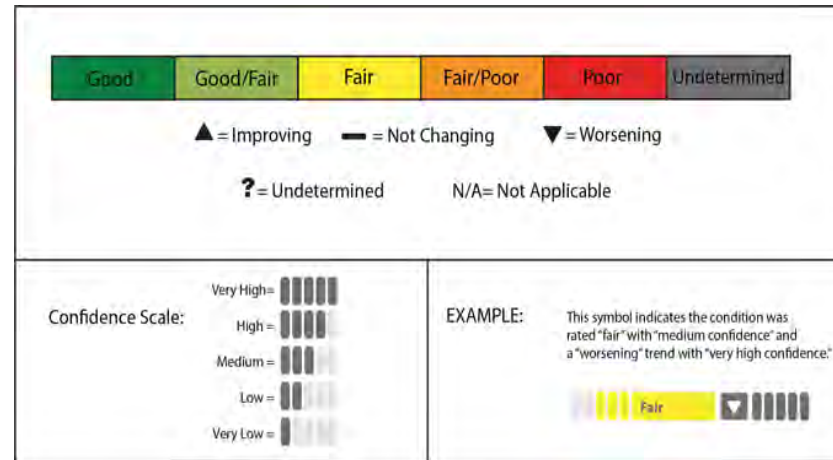 Good Good/Fair Fair Fair/Poor Poor Undetermined
▲ = Improving ▬ = Not Changing ▼ = Worsening
? = Undetermined N/A= Not Applicable
Confidence Scale:
Very High=
High =
Medium =
Low =
Very Low =
EXAMPLE:
This symbol indicates the condition was
rated "fair" with "medium confidence" and
a "worsening" trend with "very high confidence."
Fair